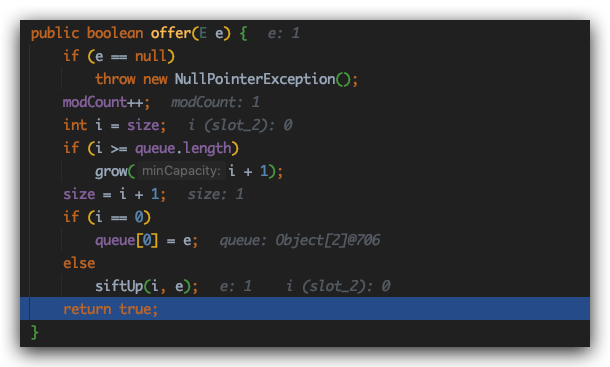 public boolean offer(E e) {  e: 1
if (e == null)
throw new NullPointerException();
modCount++;  modCount: 1
int i = size;  i (slot_2): 0
if (i >= queue.length)
grow( minCapacity: i + 1);
size = i + 1;  size: 1
if (i == 0)
queue[0] = e;  queue: Object[2]@706
else
siftUp(i, e);  e: 1  i (slot_2): 0
return true;
}